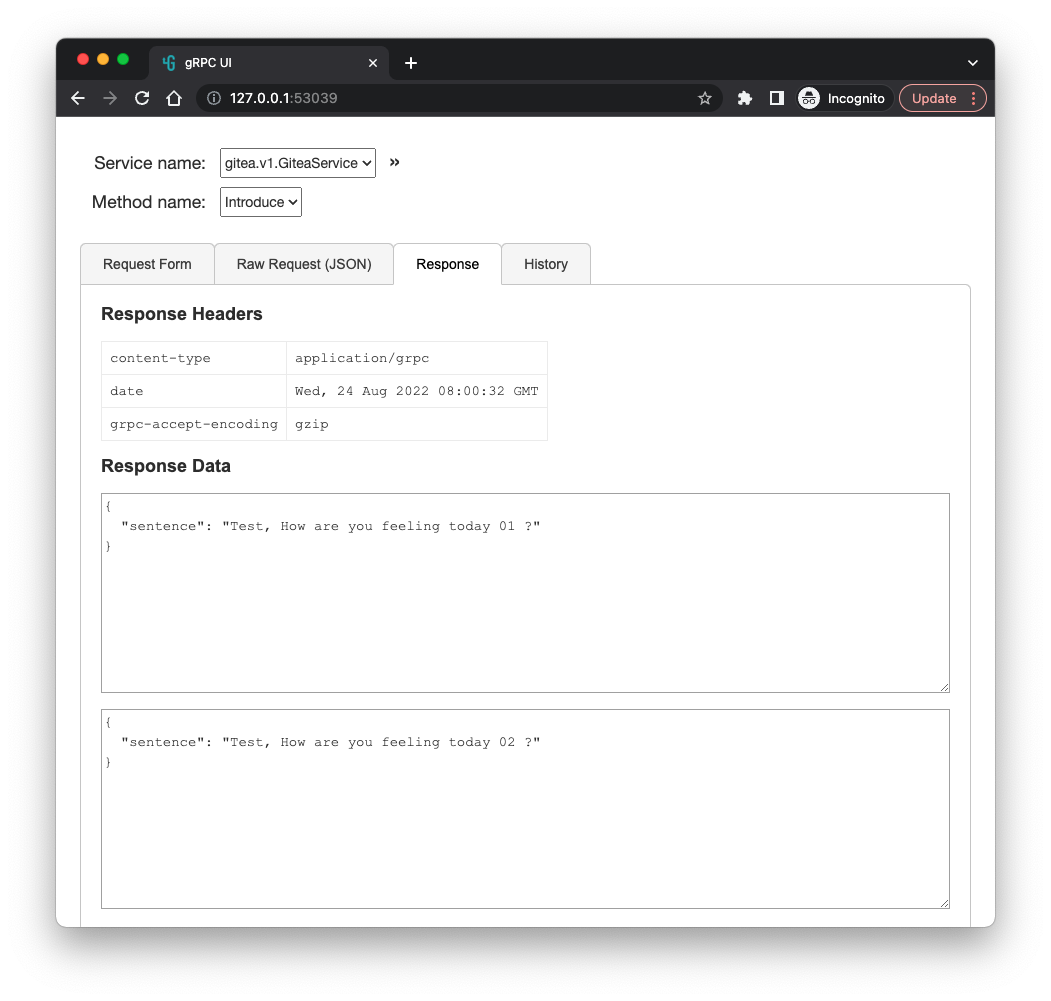 gRPC UI
127.0.0.1:53039
Incognito
Update
Service name: gitea.v1.GiteaService »
Method name: Introduce
Request Form Raw Request (JSON) Response History
Response Headers
content-type application/grpc
date Wed, 24 Aug 2022 08:00:32 GMT
grpc-accept-encoding gzip
Response Data
{
"sentence": "Test, How are you feeling today 01 ?"
}
{
"sentence": "Test, How are you feeling today 02 ?"
}